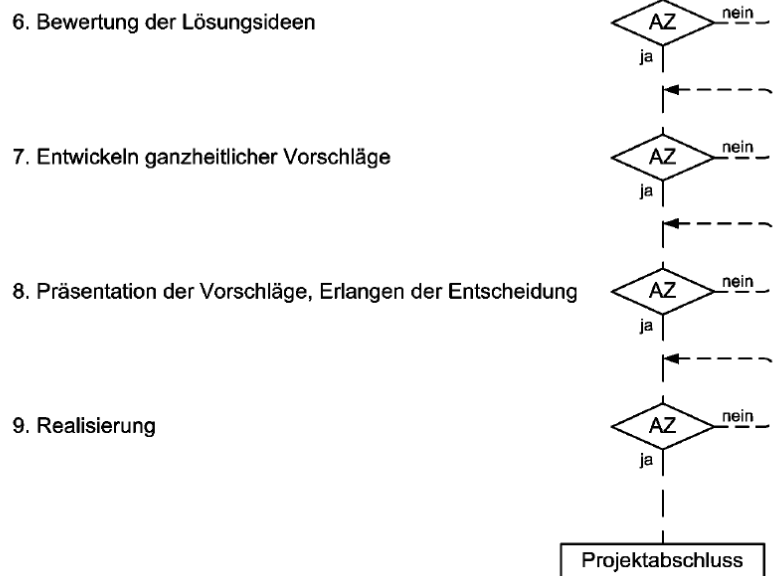 6. Bewertung der Lösungsideen
AZ
nein
ja
7. Entwickeln ganzheitlicher Vorschläge
AZ
nein
ja
8. Präsentation der Vorschläge, Erlangen der Entscheidung
AZ
nein
ja
9. Realisierung
AZ
nein
ja
Projektabschluss